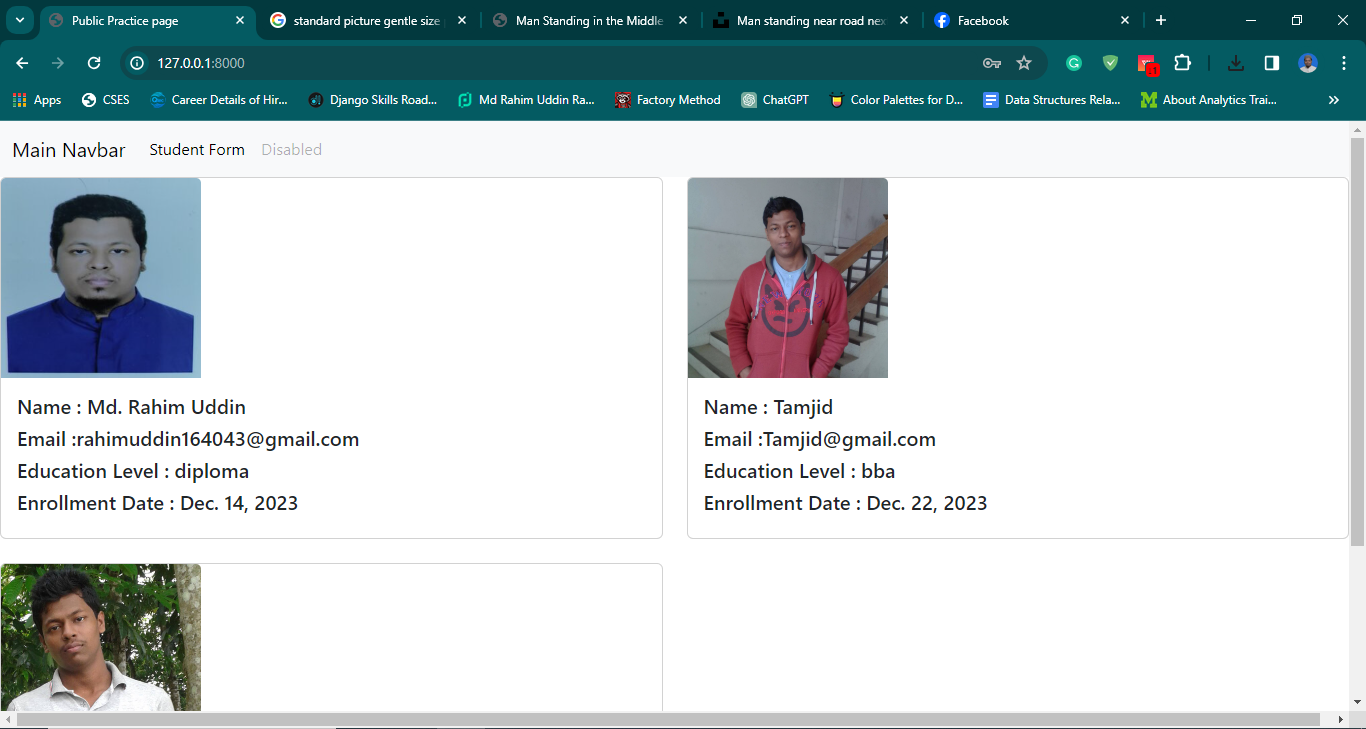 Public Practice page
standard picture gentle size
Man Standing in the Middle
Man standing near road nex
Facebook
127.0.0.1:8000
Apps
CSES
Career Details of Hir...
Django Skills Road...
Md Rahim Uddin Ra...
Factory Method
ChatGPT
Color Palettes for D...
Data Structures Rela...
About Analytics Trai...
Main Navbar
Student Form
Disabled
Name : Md. Rahim Uddin
Email :rahimuddin164043@gmail.com
Education Level : diploma
Enrollment Date : Dec. 14, 2023
Name : Tamjid
Email :Tamjid@gmail.com
Education Level : bba
Enrollment Date : Dec. 22, 2023